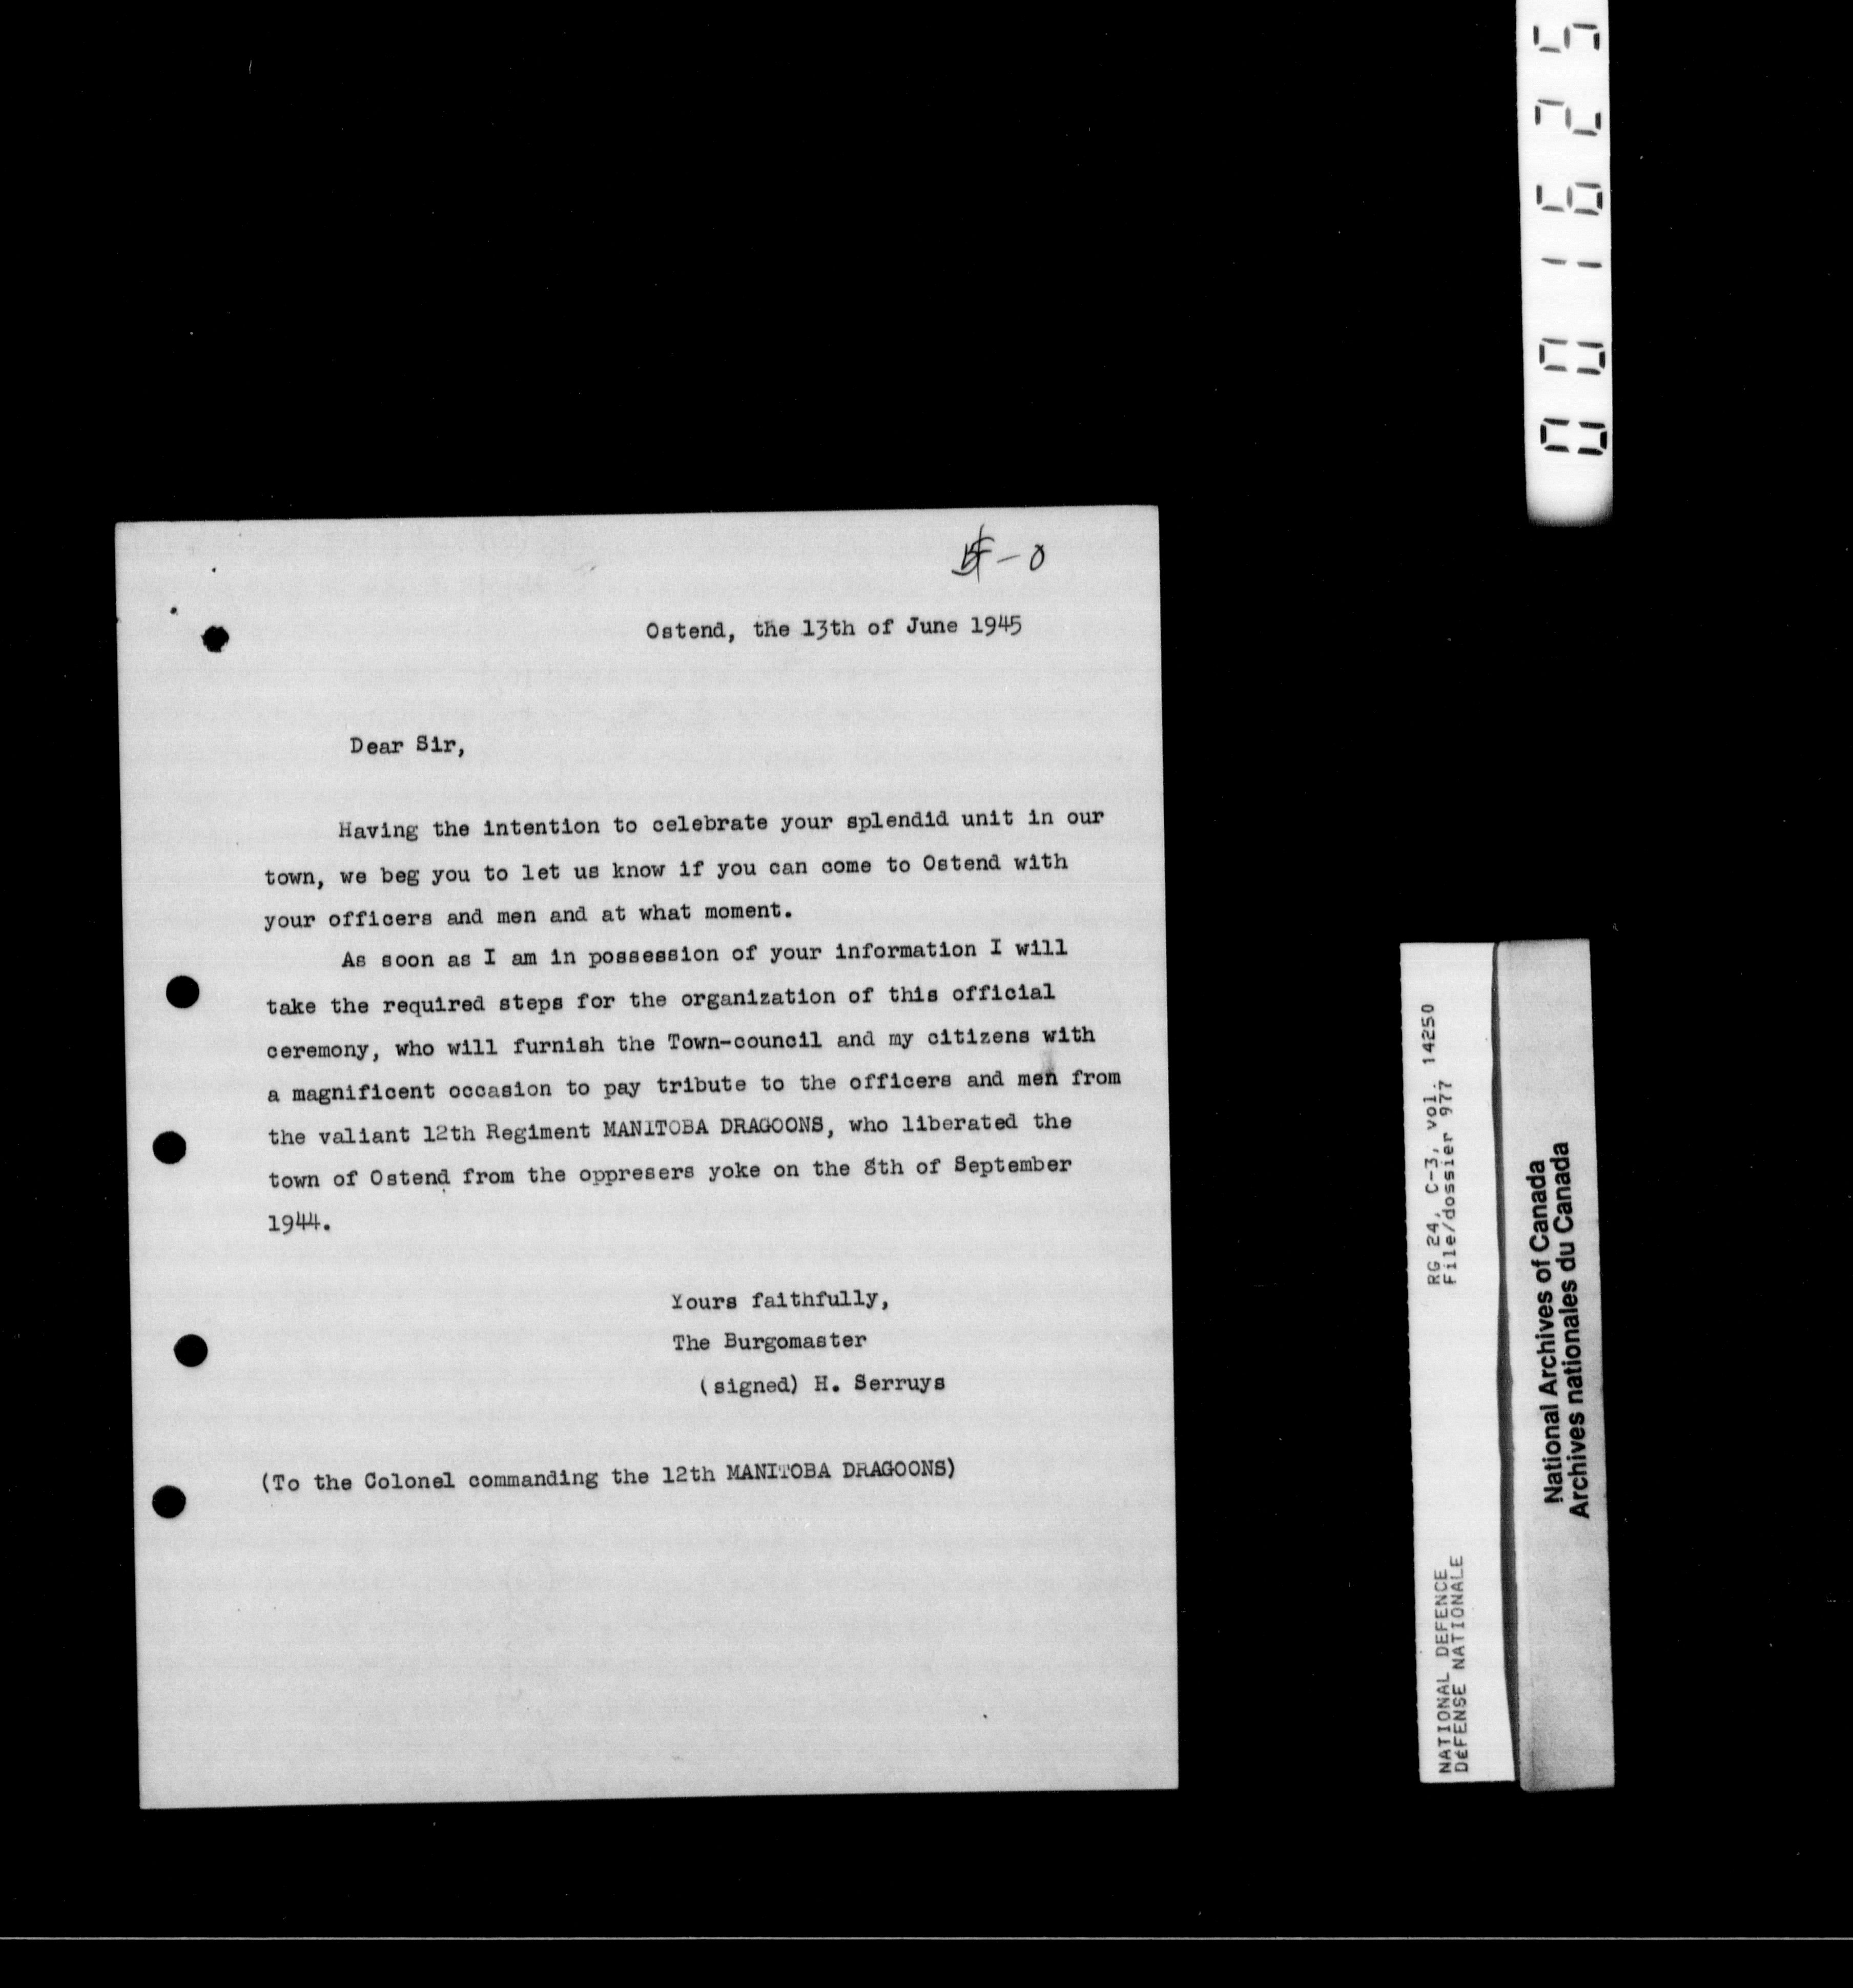 Ostend, the 13th of June 1945
Dear Sir,
Having the intention to celebrate your splendid unit in our
town, we beg you to let us know if you can come to Ostend with
your officers and men and at what moment.
As soon as I am in possession of your information I will
take the required steps for the organization of this official
ceremony, who will furnish the Town-council and my citizens with
a magnificent occasion to pay tribute to the officers and men from
the valiant 12th Regiment MANITOBA DRAGOONS, who liberated the
town of Ostend from the oppresers yoke on the 8th of September
1944.
Yours faithfully,
The Burgomaster
(signed) H. Serruys
(To the Colonel commanding the 12th MANITOBA DRAGOONS)
001625
RG 24, C-3, vol. 14250
File/dossier 977
NATIONAL DEFENCE
DÉFENSE NATIONALE
National Archives of Canada
Archives nationales du Canada